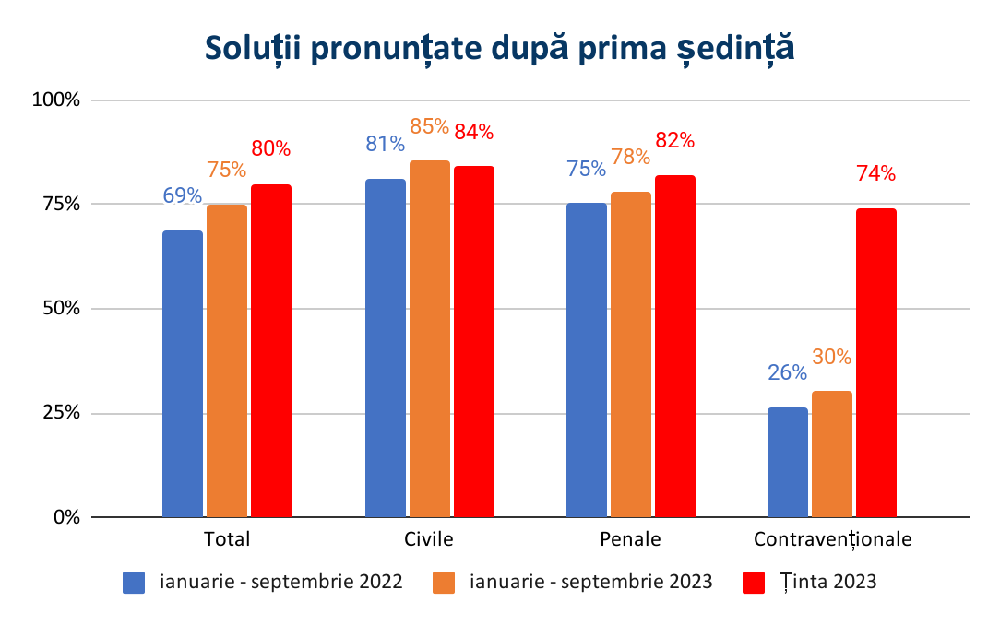 Soluții pronunțate după prima ședință
100%
75%
50%
25%
0%
69% 75% 80%
81% 85% 84%
75% 78% 82%
26% 30% 74%
Total Civile Penale Contravenționale
ianuarie - septembrie 2022 ianuarie - septembrie 2023 Ținta 2023